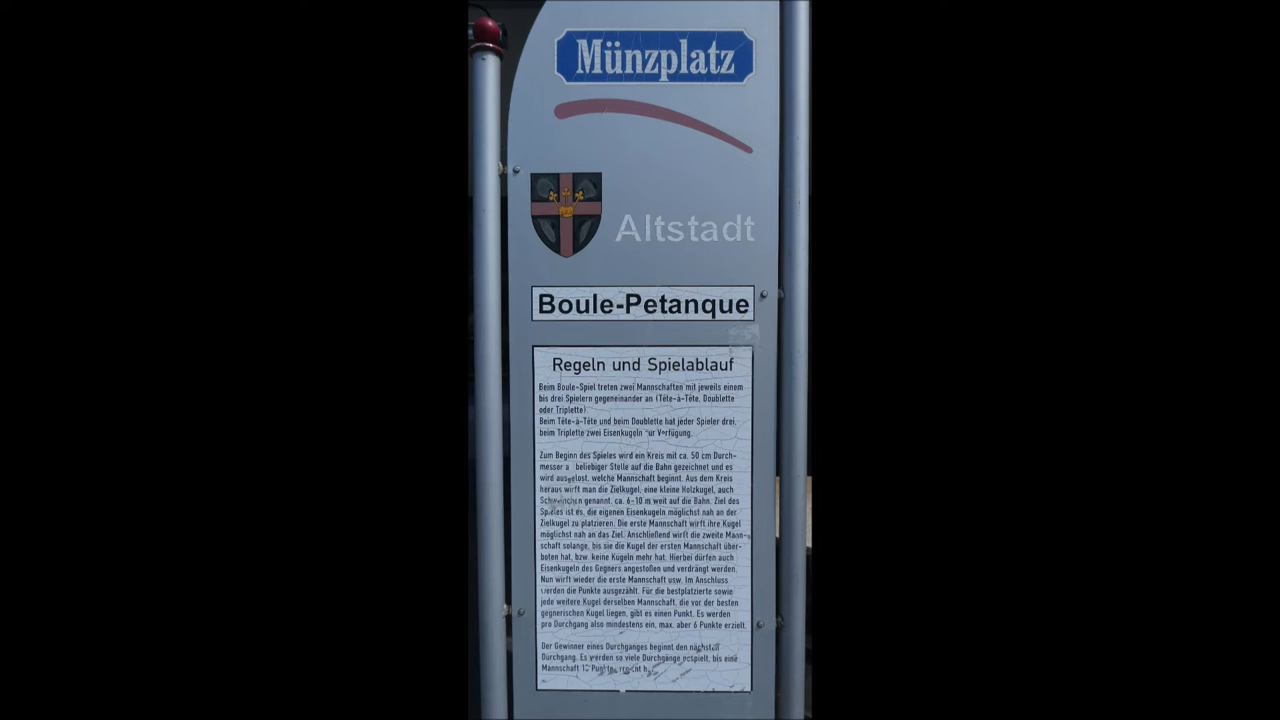 Münzplatz
Altstadt
Boule-Petanque
Regeln und Spielablauf
Beim Boule-Spiel treten zwei Mannschaften mit jeweils einem
bis drei Spielern gegeneinander an (Tête-à-Tête, Doublette
oder Triplette).
Beim Tête-à-Tête und beim Doublette hat jeder Spieler drei,
beim Triplette zwei Eisenkugeln zur Verfügung.
Zum Beginn des Spieles wird ein Kreis mit ca. 50 cm Durch-
messer a beliebiger Stelle auf die Bahn gezeichnet und es
wird ausgelost, welche Mannschaft beginnt. Aus dem Kreis
heraus wirft man die Zielkugel, eine kleine Holzkugel, auch
Schweinchen genannt, ca. 6-10 m weit auf die Bahn. Ziel des
Spieles ist es, die eigenen Eisenkugeln möglichst nah an der
Zielkugel zu platzieren. Die erste Mannschaft wirft ihre Kugel
möglichst nah an das Ziel. Anschließend wirft die zweite Mann-
schaft solange, bis sie die Kugel der ersten Mannschaft über-
boten hat, bzw. keine Kugeln mehr hat. Hierbei dürfen auch
Eisenkugeln des Gegners angestoßen und verdrängt werden.
Nun wirft wieder die erste Mannschaft usw. Im Anschluss
werden die Punkte ausgezählt. Für die bestplatzierte sowie
jede weitere Kugel derselben Mannschaft, die vor der besten
gegnerischen Kugel liegen, gibt es einen Punkt. Es werden
pro Durchgang also mindestens ein, max. aber 6 Punkte erzielt.
Der Gewinner eines Durchganges beginnt den nächsten
Durchgang. Es werden so viele Durchgänge gespielt, bis eine
Mannschaft Punkte erreicht